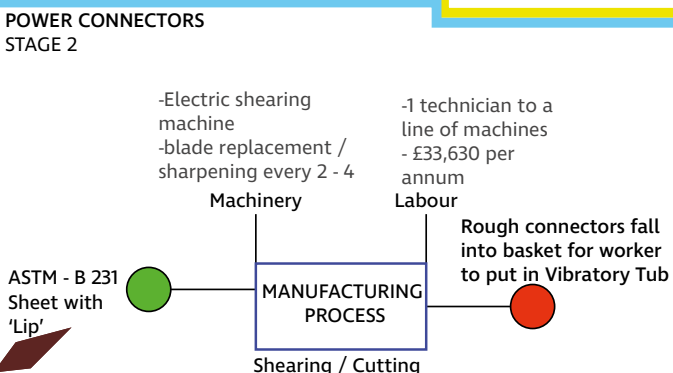 POWER CONNECTORS
STAGE 2
-Electric shearing
machine
-blade replacement /
sharpening every 2 - 4
Machinery
-1 technician to a
line of machines
- £33,630 per
annum
Labour
Rough connectors fall
into basket for worker
to put in Vibratory Tub
ASTM - B 231
Sheet with
'Lip'
MANUFACTURING
PROCESS
Shearing / Cutting